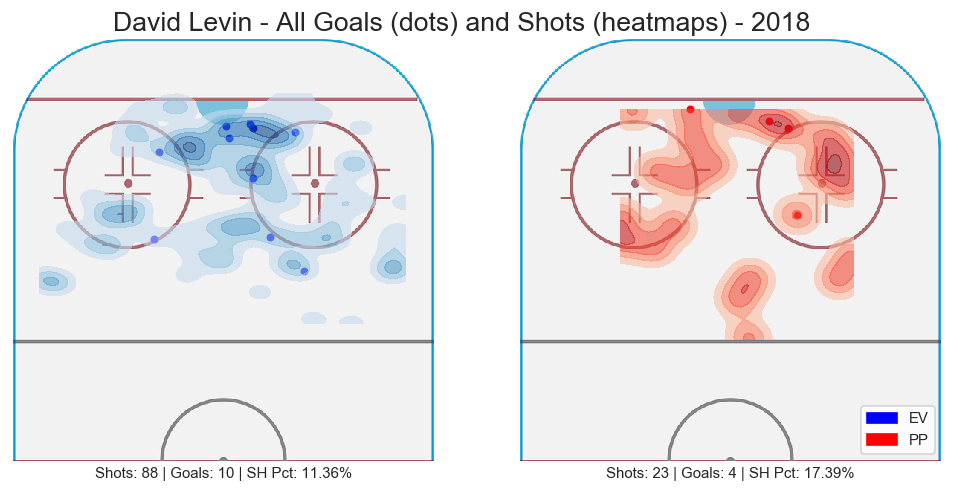 David Levin - All Goals (dots) and Shots (heatmaps) - 2018
EV
PP
Shots: 88 | Goals: 10 | SH Pct: 11.36%
Shots: 23 | Goals: 4 | SH Pct: 17.39%